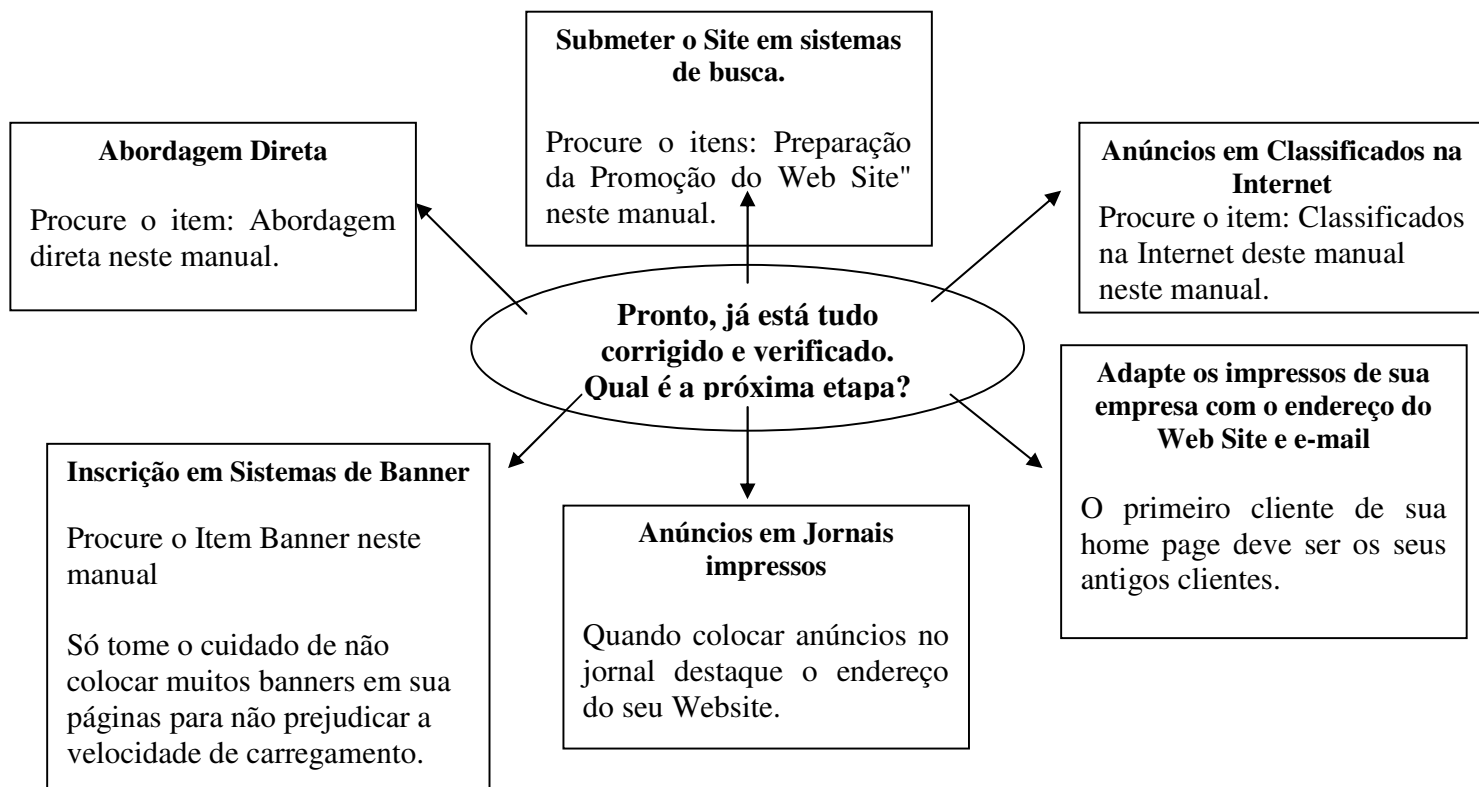 Submeter o Site em sistemas
de busca.
Procure o itens: Preparação
da Promoção do Web Site"
neste manual.
Abordagem Direta
Procure o item: Abordagem
direta neste manual.
Anúncios em Classificados na
Internet
Procure o item: Classificados
na Internet deste manual
neste manual.
Pronto, já está tudo
corrigido e verificado.
Qual é a próxima etapa?
Adapte os impressos de sua
empresa com o endereço do
Web Site e e-mail
O primeiro cliente de sua
home page deve ser os seus
antigos clientes.
Inscrição em Sistemas de Banner
Procure o Item Banner neste
manual
Só tome o cuidado de não
colocar muitos banners em sua
páginas para não prejudicar a
velocidade de carregamento.
Anúncios em Jornais
impressos
Quando colocar anúncios no
jornal destaque o endereço
do seu Website.